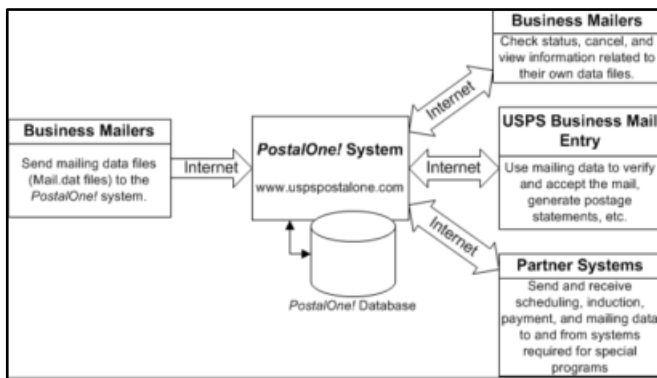 Business Mailers
Send mailing data files
(Mail.dat files) to the
PostalOne! system.
Internet
PostalOne! System
www.uspspostalone.com
PostalOne! Database
Internet
Business Mailers
Check status, cancel, and
view information related to
their own data files.
Internet
USPS Business Mail
Entry
Use mailing data to verify
and accept the mail,
generate postage
statements, etc.
Internet
Partner Systems
Send and receive
scheduling, induction,
payment, and mailing data
to and from systems
required for special
programs